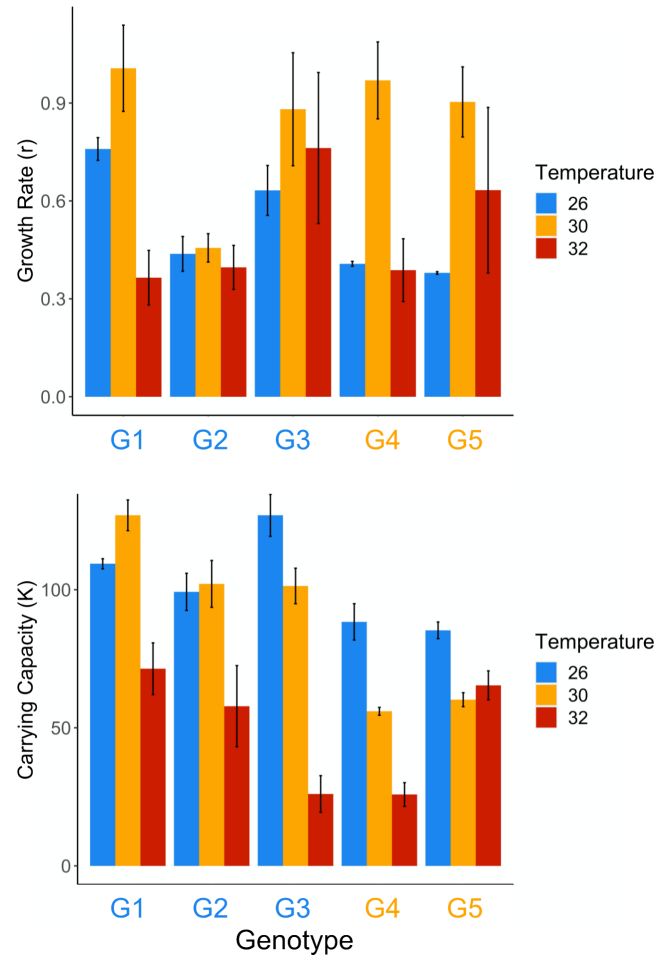 Growth Rate (r)
0.9
0.6
0.3
0.0
G1 G2 G3 G4 G5
Temperature
26
30
32
Carrying Capacity (K)
100
50
0
G1 G2 G3 G4 G5
Genotype
Temperature
26
30
32